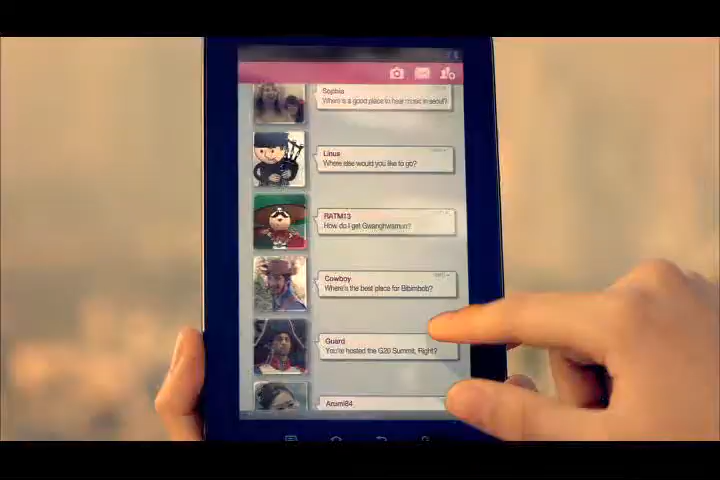 Sophia
Where is a good place to hear music in seoul?
Linus
Where else would you like to go?
RATM13
How do I get Gwanghwamun?
Cowboy
Where's the best place for Bibimbob?
Guard
You're hosted the G20 Summit, Right?
Arumi84